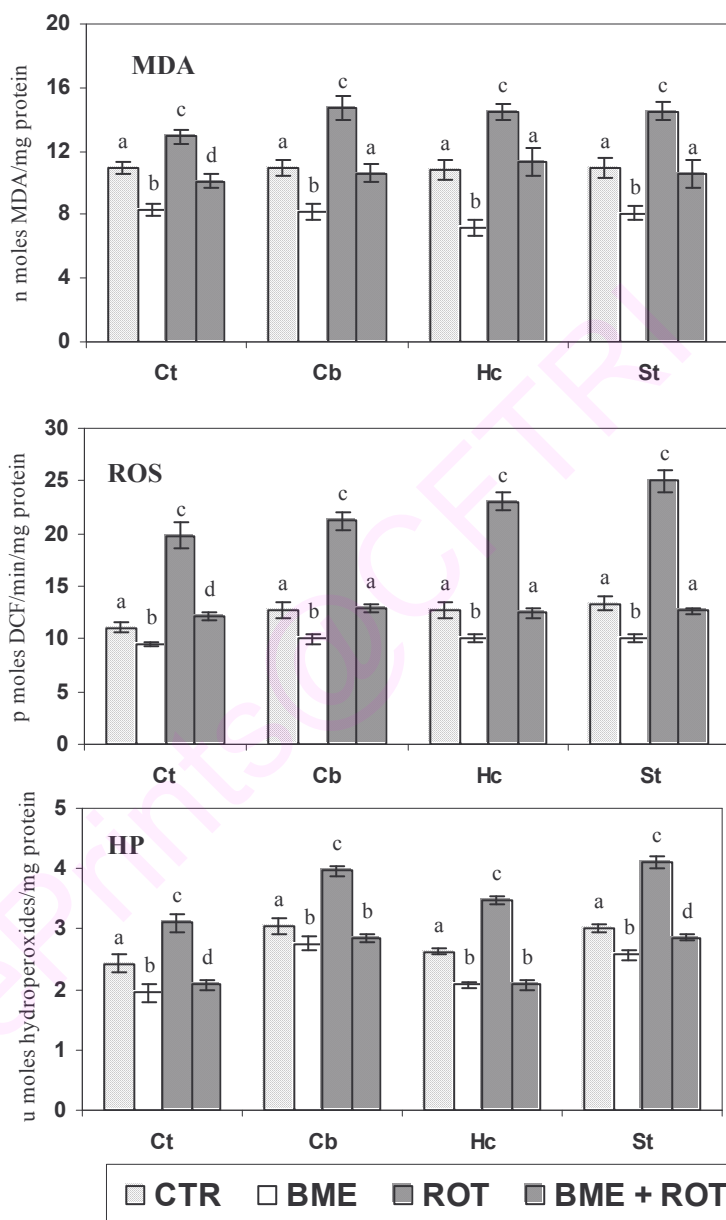 20
16
12
8
4
0
n moles MDA/mg protein
MDA
a b c d
a b c a
a b c a
a b c a
Ct Cb Hc St
30
25
20
15
10
5
0
p moles DCF/min/mg protein
ROS
a b c d
a b c a
a b c a
a b c a
Ct Cb Hc St
5
4
3
2
1
0
u moles hydroperoxides/mg protein
HP
a b c d
a b c b
a b c b
a b c d
Ct Cb Hc St
CTR BME ROT BME + ROT
ePrints@CFTRI